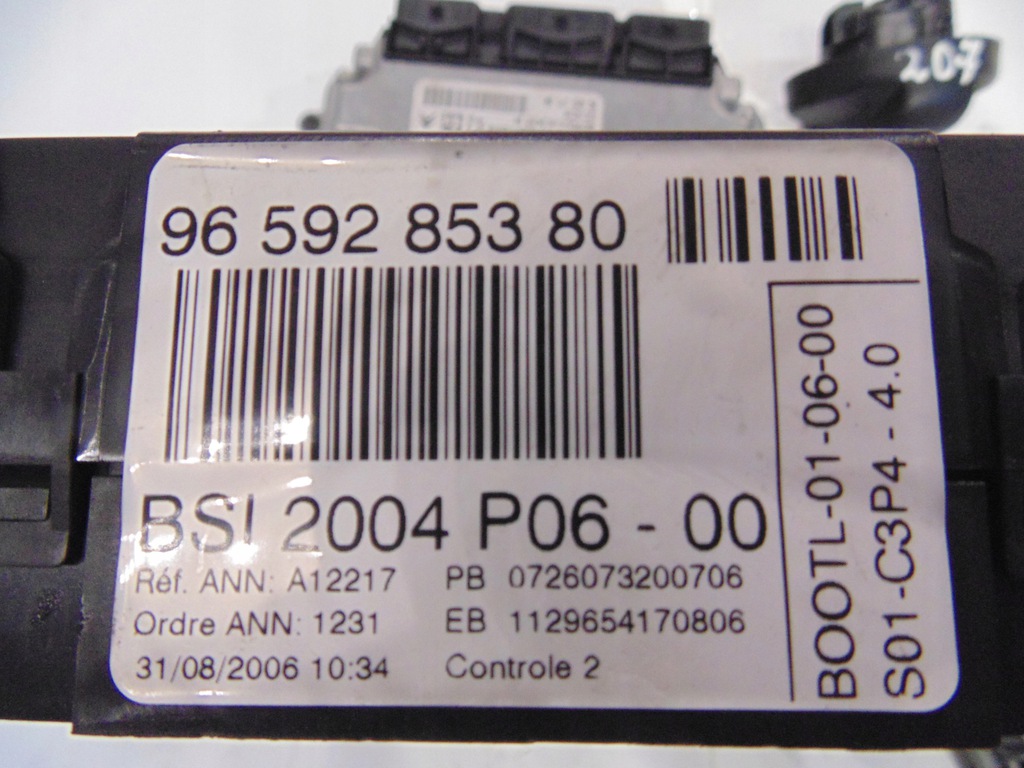 207
96 592 853 80
BSI 2004 P06 - 00
Réf. ANN: A12217 PB 0726073200706
Ordre ANN: 1231 EB 1129654170806
31/08/2006 10:34 Controle 2
BOOTL-01-06-00
S01-C3P4 - 4.0